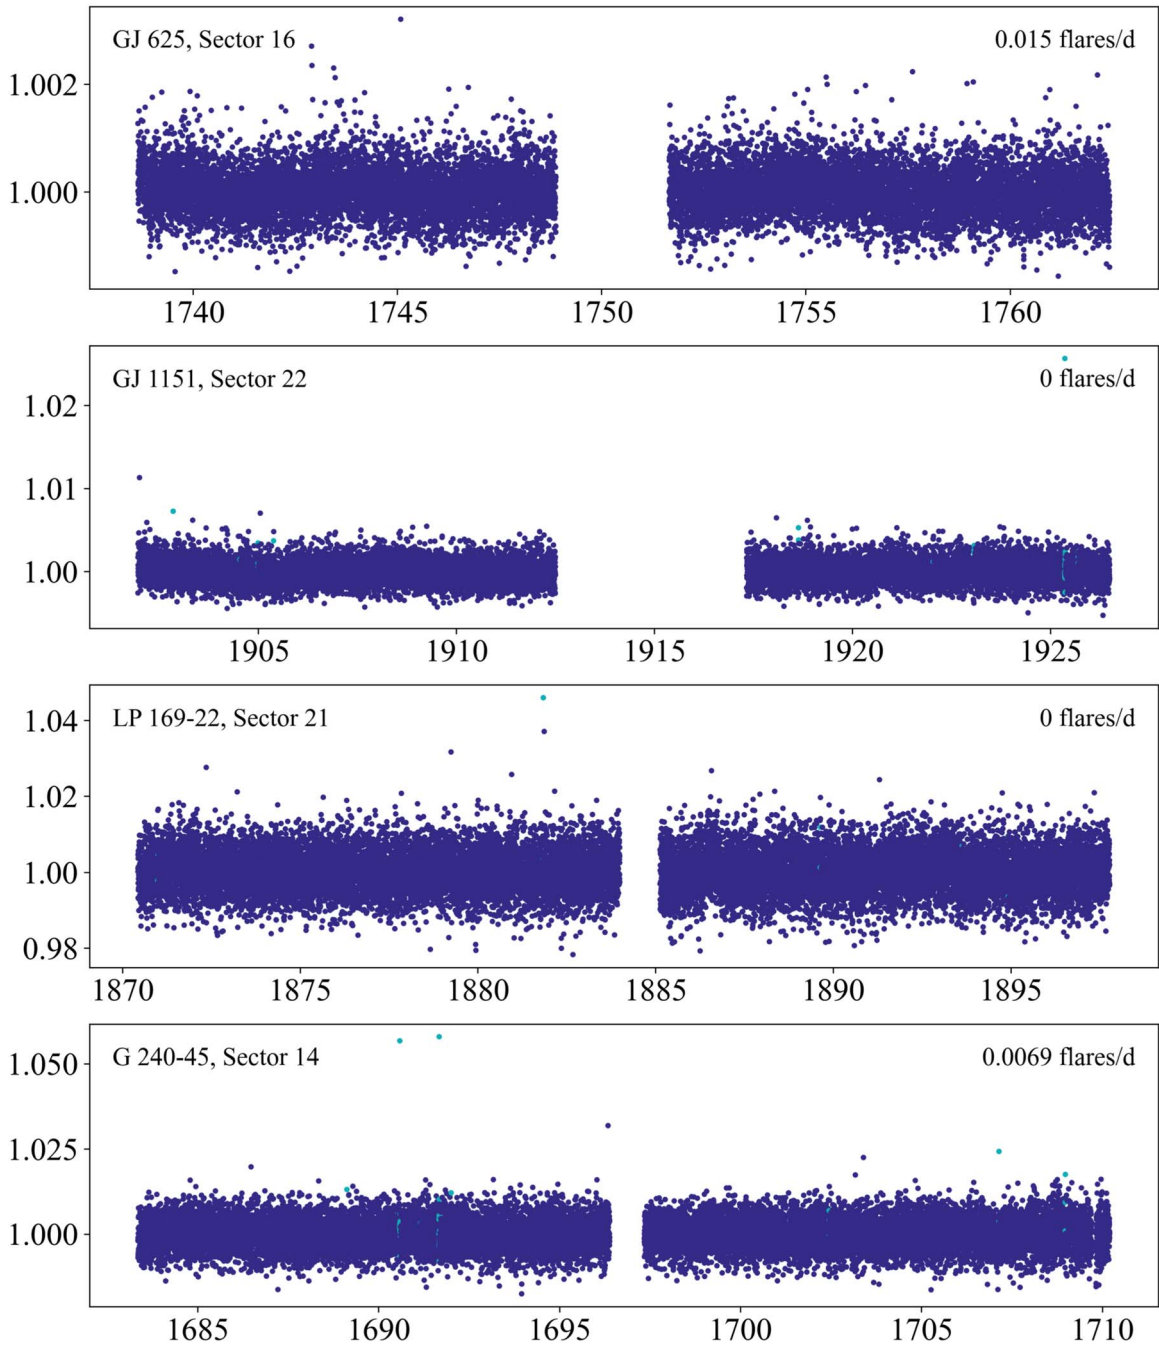 GJ 625, Sector 16 0.015 flares/d
1.002
1.000
1740 1745 1750 1755 1760
GJ 1151, Sector 22 0 flares/d
1.02
1.01
1.00
1905 1910 1915 1920 1925
LP 169-22, Sector 21 0 flares/d
1.04
1.02
1.00
0.98
1870 1875 1880 1885 1890 1895
G 240-45, Sector 14 0.0069 flares/d
1.050
1.025
1.000
1685 1690 1695 1700 1705 1710